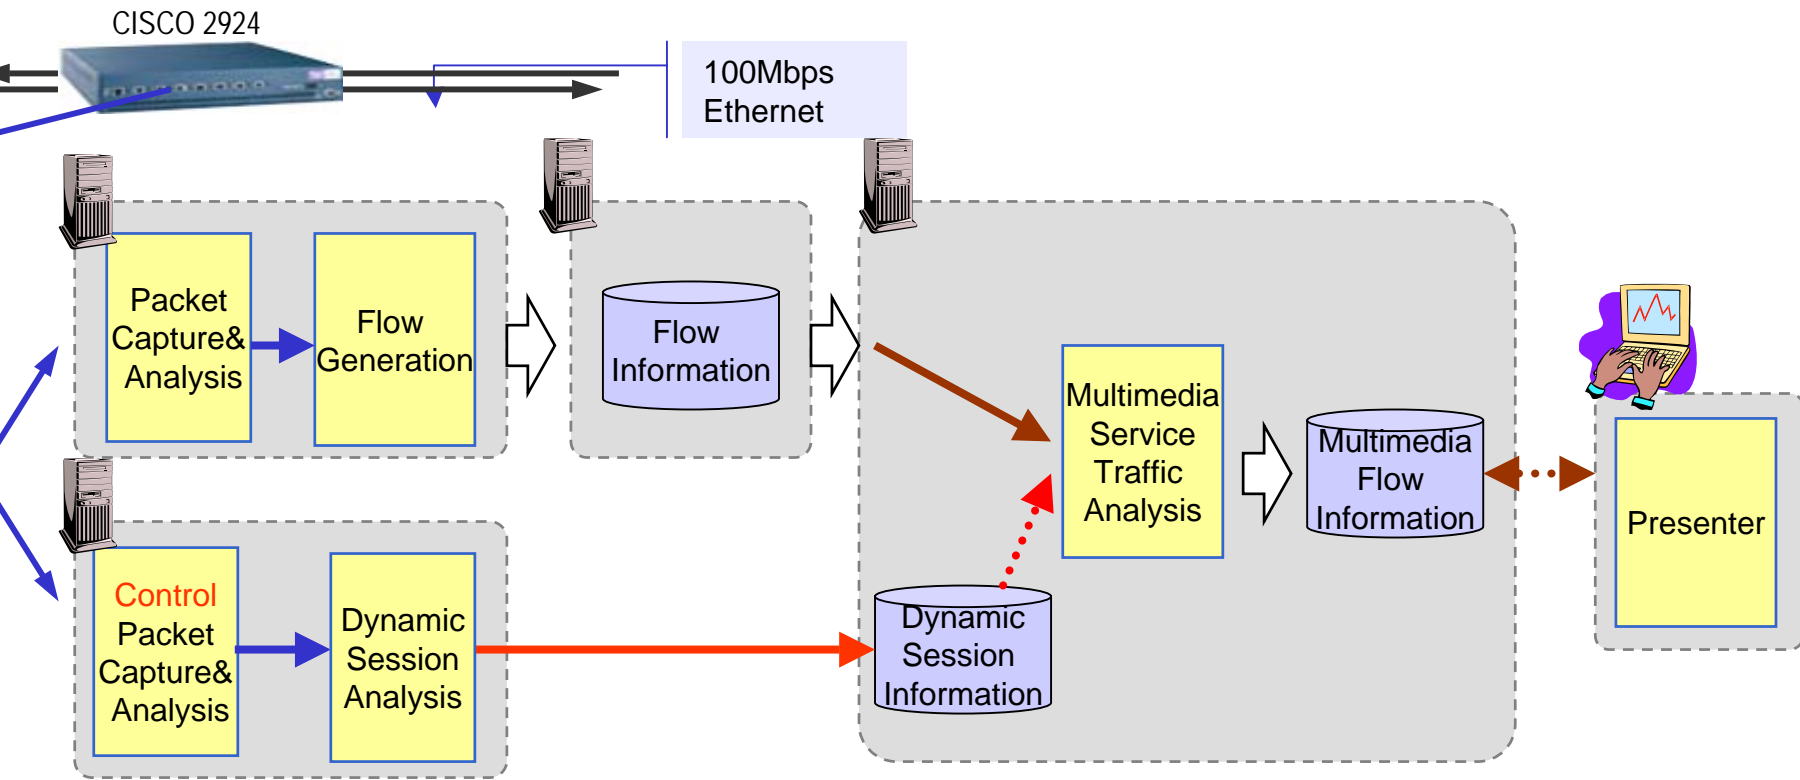 CISCO 2924
100Mbps
Ethernet
Packet
Capture&
Analysis
Flow
Generation
Flow
Information
Multimedia
Service
Traffic
Analysis
Multimedia
Flow
Information
Presenter
Control
Packet
Capture&
Analysis
Dynamic
Session
Analysis
Dynamic
Session
Information